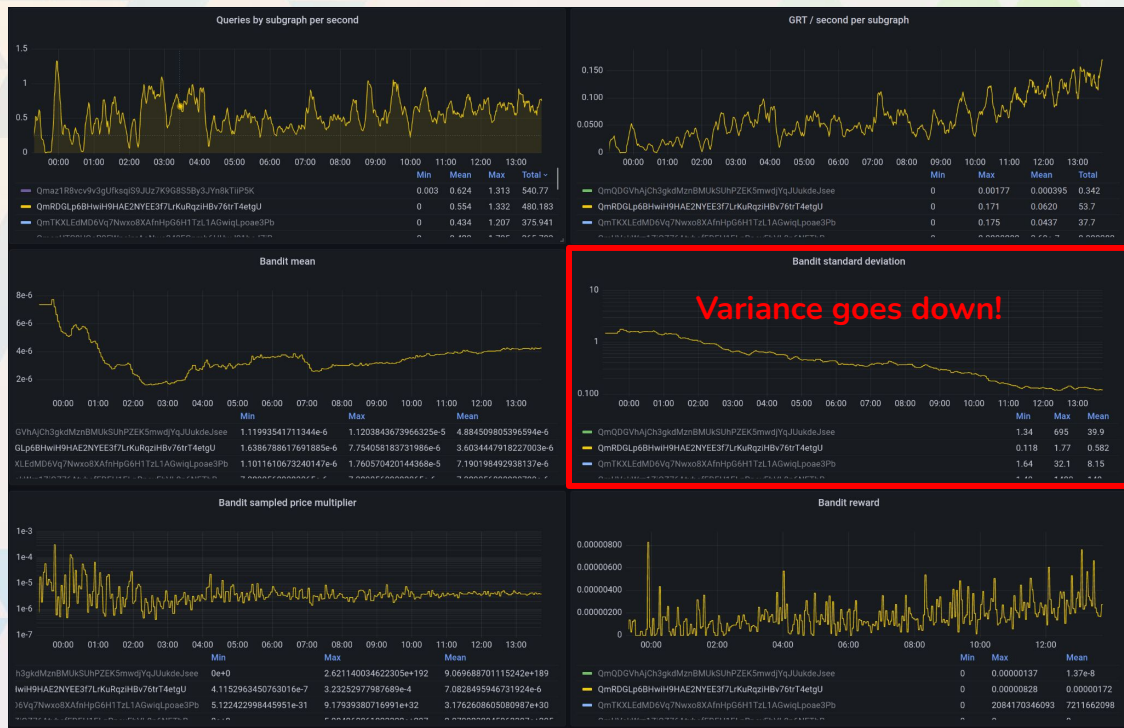 Queries by subgraph per second
1.5
1
0.5
0
00:00 01:00 02:00 03:00 04:00 05:00 06:00 07:00 08:00 09:00 10:00 11:00 12:00 13:00
Min Mean Max Total
Qmaz1R8vcv9v3gUfksqiS9JUz7K9G8S5By3JYn8kTiiP5K 0.003 0.624 1.313 540.77
QmRDGLp6BHwiH9HAE2NYEE3f7LrKuRqziHBv76trT4etgU 0 0.554 1.332 480.183
QmTKXLEdMD6Vq7Nwxo8XAfnHpG6H1TzL1AGwiqLpoae3Pb 0 0.434 1.207 375.941
GRT / second per subgraph
0.150
0.100
0.0500
0
00:00 01:00 02:00 03:00 04:00 05:00 06:00 07:00 08:00 09:00 10:00 11:00 12:00 13:00
Min Max Mean Total
QmQDGVhAjCh3gkdMznBMUkSUhPZEK5mwdjYqJUukdeJsee 0 0.00177 0.000395 0.342
QmRDGLp6BHwiH9HAE2NYEE3f7LrKuRqziHBv76trT4etgU 0 0.171 0.0620 53.7
QmTKXLEdMD6Vq7Nwxo8XAfnHpG6H1TzL1AGwiqLpoae3Pb 0 0.175 0.0437 37.7
Bandit mean
8e-6
6e-6
4e-6
2e-6
00:00 01:00 02:00 03:00 04:00 05:00 06:00 07:00 08:00 09:00 10:00 11:00 12:00 13:00
Min Max Mean
GVhAjCh3gkdMznBMUkSUhPZEK5mwdjYqJUukdeJsee 1.11993541711344e-6 1.1203843673966325e-5 4.884509805396594e-6
GLp6BHwiH9HAE2NYEE3f7LrKuRqziHBv76trT4etgU 1.6386788617691885e-6 7.754058183731986e-6 3.6034447918227003e-6
XLEdMD6Vq7Nwxo8XAfnHpG6H1TzL1AGwiqLpoae3Pb 1.1011610673240147e-6 1.760570420144368e-5 7.190198492938137e-6
Bandit standard deviation
Variance goes down!
10
1
0.100
00:00 01:00 02:00 03:00 04:00 05:00 06:00 07:00 08:00 09:00 10:00 11:00 12:00 13:00
Min Max Mean
QmQDGVhAjCh3gkdMznBMUkSUhPZEK5mwdjYqJUukdeJsee 1.34 695 39.9
QmRDGLp6BHwiH9HAE2NYEE3f7LrKuRqziHBv76trT4etgU 0.118 1.77 0.582
QmTKXLEdMD6Vq7Nwxo8XAfnHpG6H1TzL1AGwiqLpoae3Pb 1.64 32.1 8.15
Bandit sampled price multiplier
1e-3
1e-4
1e-5
1e-6
1e-7
00:00 01:00 02:00 03:00 04:00 05:00 06:00 07:00 08:00 09:00 10:00 11:00 12:00 13:00
Min Max Mean
h3gkdMznBMUkSUhPZEK5mwdjYqJUukdeJsee 0e+0 2.621140034622305e+192 9.069688701115242e+189
IwiH9HAE2NYEE3f7LrKuRqziHBv76trT4etgU 4.1152963450763016e-7 3.23252977987689e-4 7.0828495946731924e-6
)6Vq7Nwxo8XAfnHpG6H1TzL1AGwiqLpoae3Pb 5.122422998445951e-31 9.17939380716991e+32 3.1762608605080987e+30
Bandit reward
0.00000800
0.00000600
0.00000400
0.00000200
0
00:00 02:00 04:00 06:00 08:00 10:00 12:00
Min Max Mean
QmQDGVhAjCh3gkdMznBMUkSUhPZEK5mwdjYqJUukdeJsee 0 0.00000137 1.37e-8
QmRDGLp6BHwiH9HAE2NYEE3f7LrKuRqziHBv76trT4etgU 0 0.00000828 0.00000172
QmTKXLEdMD6Vq7Nwxo8XAfnHpG6H1TzL1AGwiqLpoae3Pb 0 2084170346093 7211662098